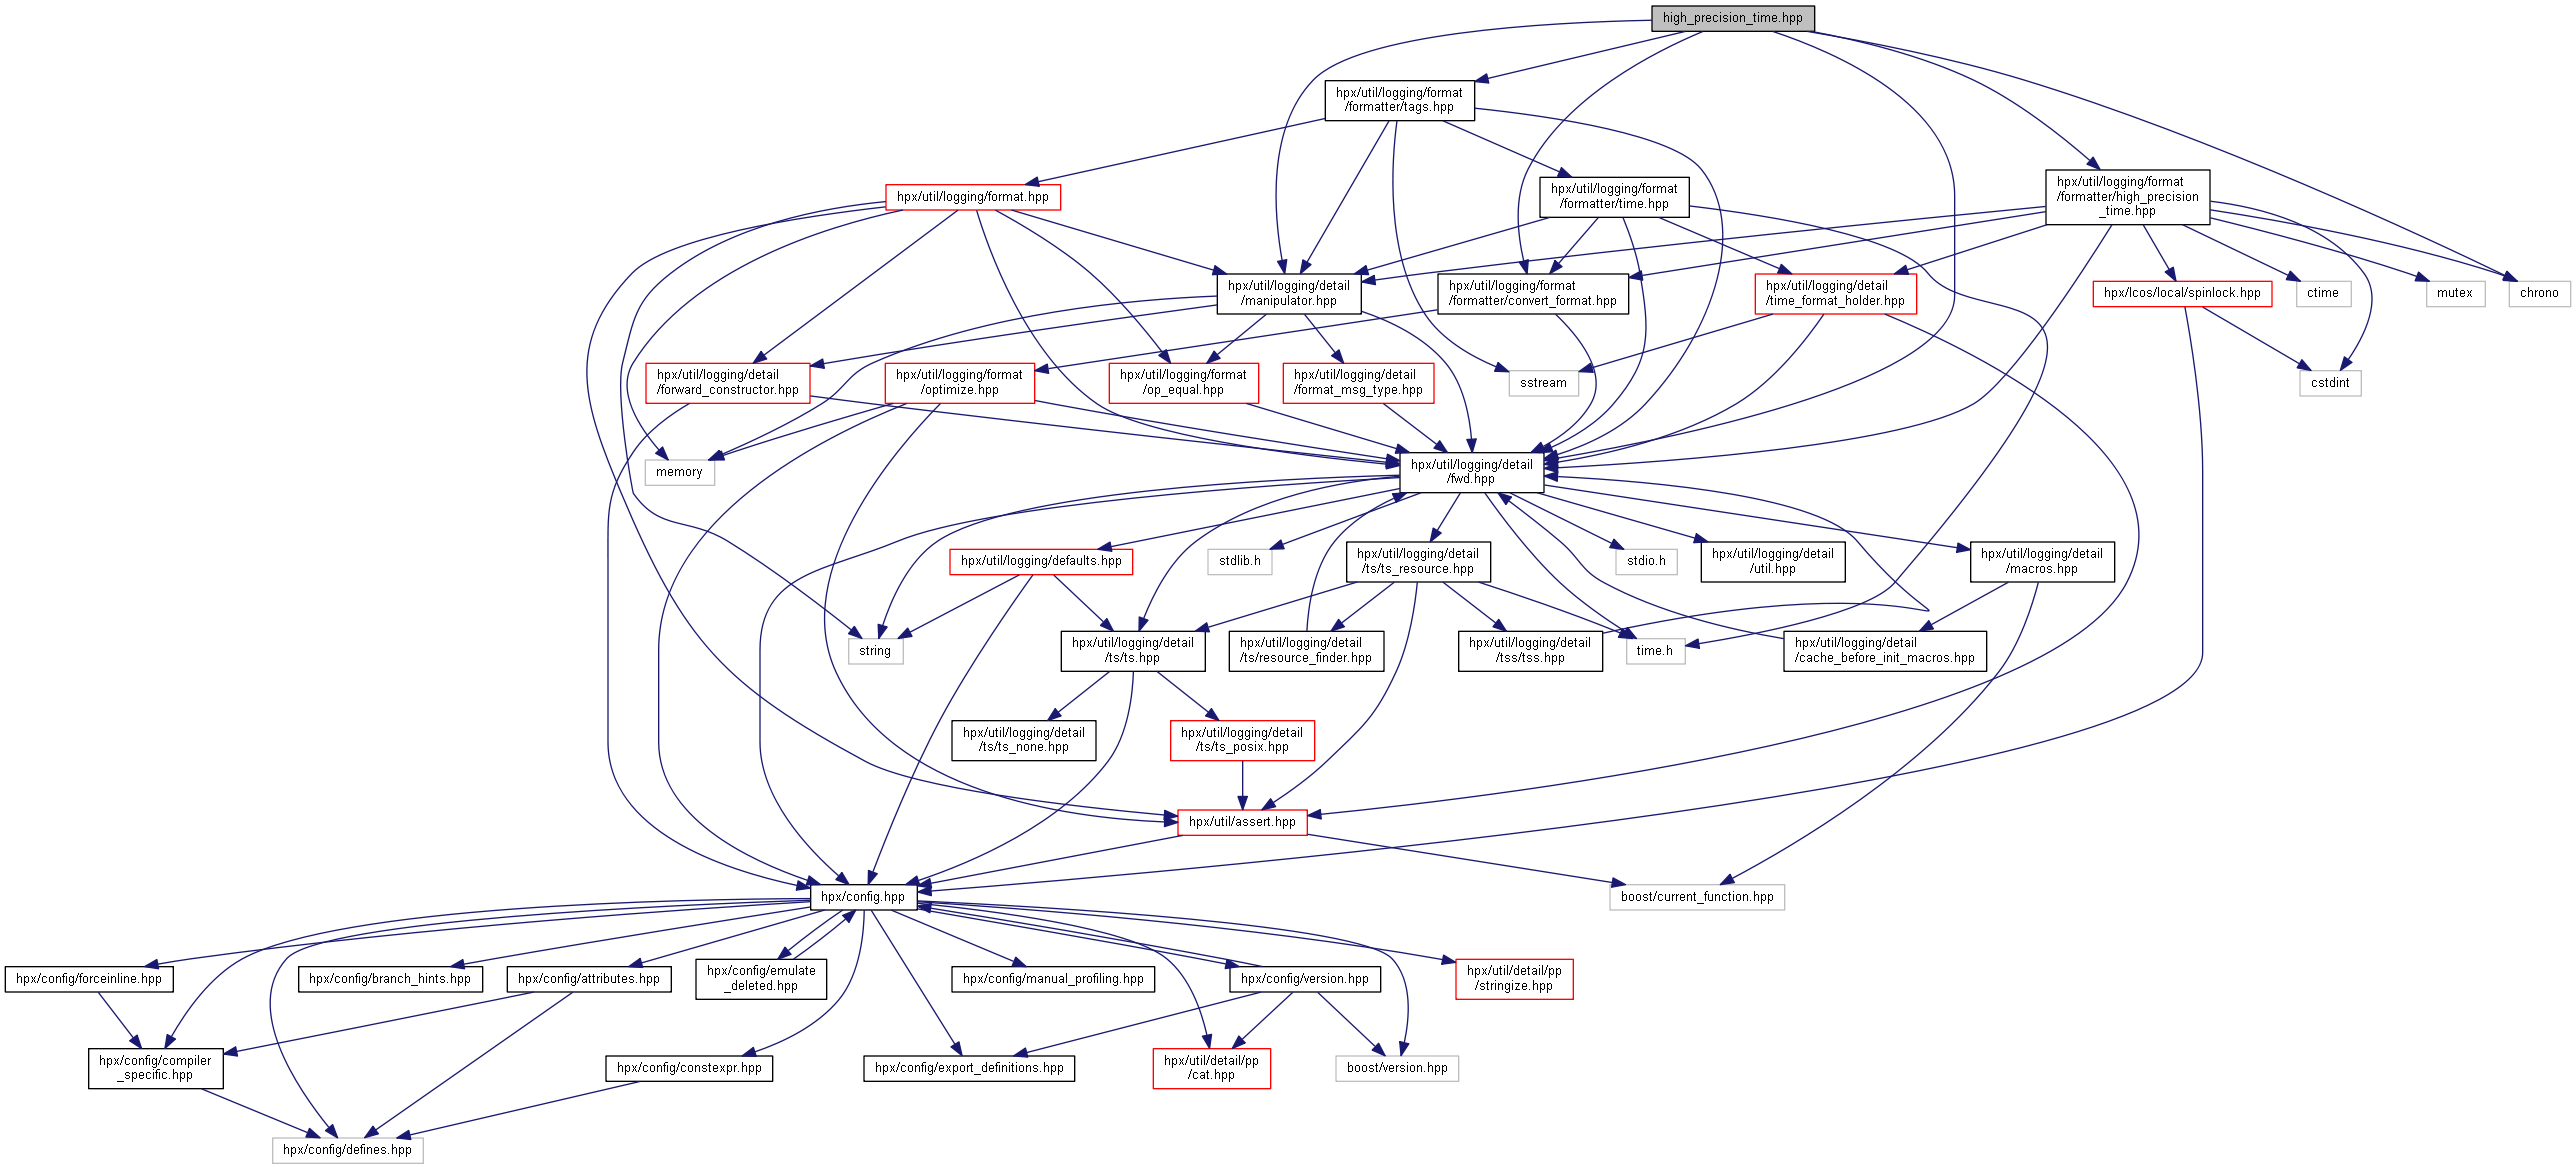 high_precision_time.hpp
hpx/util/logging/format
/formatter/tags.hpp
hpx/util/logging/format.hpp
hpx/util/logging/format
/formatter/time.hpp
hpx/util/logging/format
/formatter/high_precision
_time.hpp
hpx/util/logging/detail
/manipulator.hpp
hpx/util/logging/format
/formatter/convert_format.hpp
hpx/util/logging/detail
/time_format_holder.hpp
hpx/lcos/local/spinlock.hpp
ctime
mutex
chrono
hpx/util/logging/detail
/forward_constructor.hpp
hpx/util/logging/format
/optimize.hpp
hpx/util/logging/format
/op_equal.hpp
hpx/util/logging/detail
/format_msg_type.hpp
sstream
cstdint
memory
hpx/util/logging/detail
/fwd.hpp
hpx/util/logging/defaults.hpp
stdlib.h
hpx/util/logging/detail
/ts/ts_resource.hpp
stdio.h
hpx/util/logging/detail
/util.hpp
hpx/util/logging/detail
/macros.hpp
string
hpx/util/logging/detail
/ts/ts.hpp
hpx/util/logging/detail
/ts/resource_finder.hpp
hpx/util/logging/detail
/tss/tss.hpp
time.h
hpx/util/logging/detail
/cache_before_init_macros.hpp
hpx/util/logging/detail
/ts/ts_none.hpp
hpx/util/logging/detail
/ts/ts_posix.hpp
hpx/util/assert.hpp
hpx/config.hpp
boost/current_function.hpp
hpx/config/forceinline.hpp
hpx/config/branch_hints.hpp
hpx/config/attributes.hpp
hpx/config/emulate
_deleted.hpp
hpx/config/manual_profiling.hpp
hpx/config/version.hpp
hpx/util/detail/pp
/stringize.hpp
hpx/config/compiler
_specific.hpp
hpx/config/constexpr.hpp
hpx/config/export_definitions.hpp
hpx/util/detail/pp
/cat.hpp
boost/version.hpp
hpx/config/defines.hpp